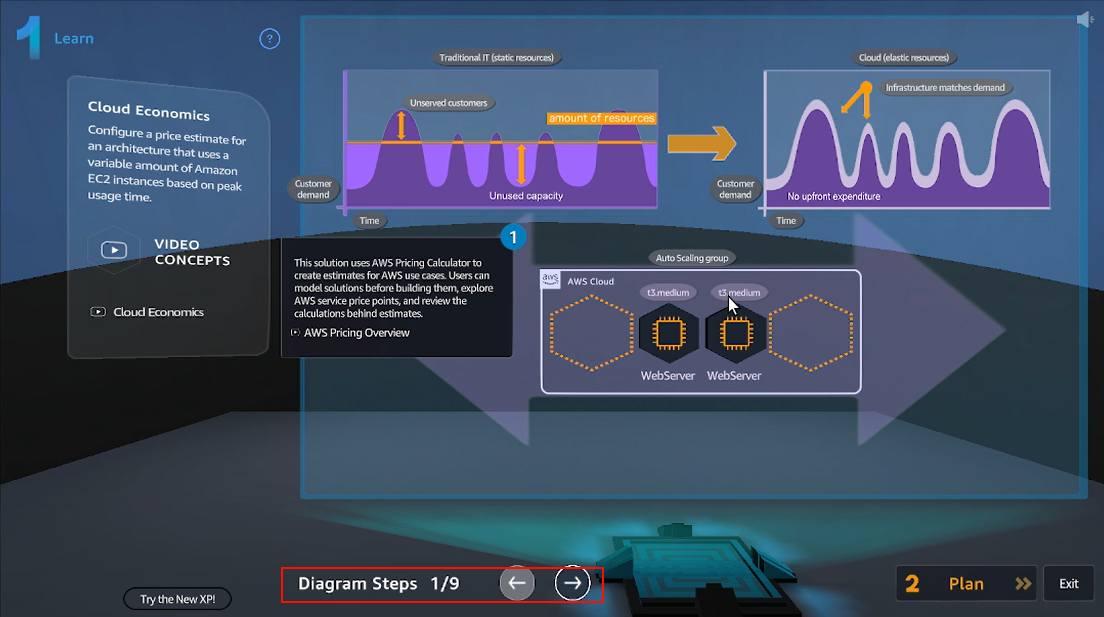 1
Learn
?
Cloud Economics
Configure a price estimate for
an architecture that uses a
variable amount of Amazon
EC2 instances based on peak
usage time.
VIDEO
CONCEPTS
Cloud Economics
Traditional IT (static resources)
Unserved customers
amount of resources
Customer
demand
Unused capacity
Time
Cloud (elastic resources)
Infrastructure matches demand
Customer
demand
No upfront expenditure
Time
1
This solution uses AWS Pricing Calculator to
create estimates for AWS use cases. Users can
model solutions before building them, explore
AWS service price points, and review the
calculations behind estimates.
AWS Pricing Overview
Auto Scaling group
aws
AWS Cloud
t3.medium
t3.medium
WebServer
WebServer
Diagram Steps 1/9
Try the New XP!
2 Plan
Exit